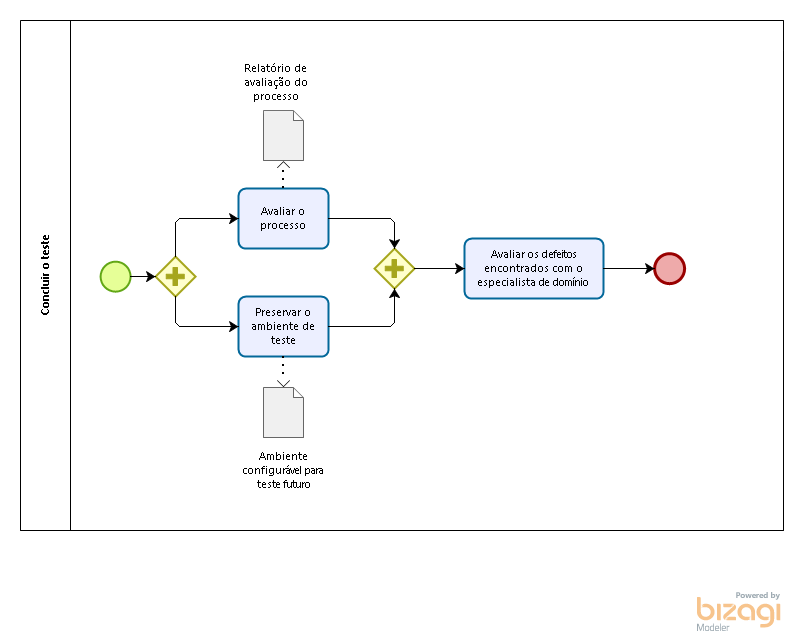 Concluir o teste
Relatório de
avaliação do
processo
Avaliar o
processo
Preservar o
ambiente de
teste
Ambiente
configurável para
teste futuro
Avaliar os defeitos
encontrados com o
especialista de domínio
Powered by
bizagi
Modeler